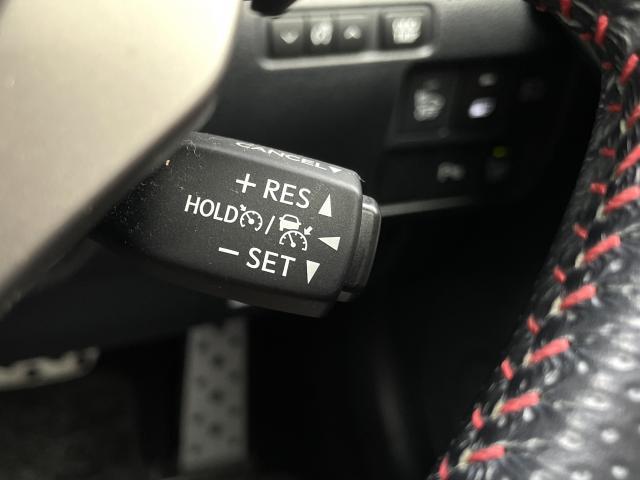 CANCEL▼
+ RES ▲
HOLD /
− SET ▼